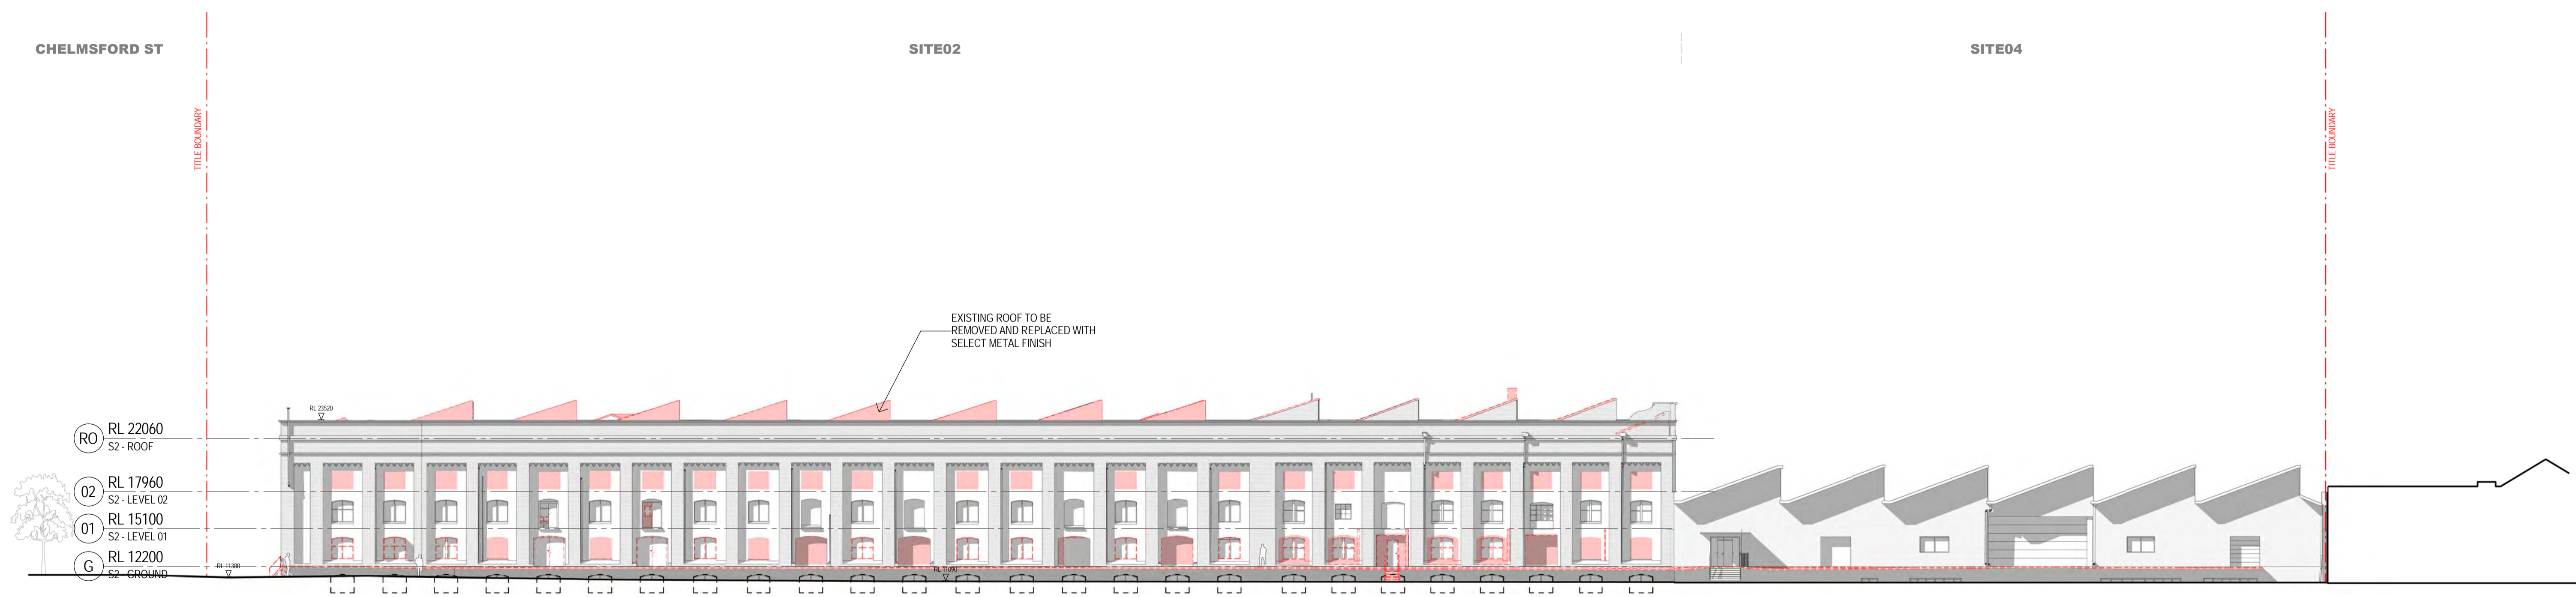 CHELMSFORD ST
SITE02
SITE04
TITLE BOUNDARY
TITLE BOUNDARY
EXISTING ROOF TO BE
REMOVED AND REPLACED WITH
SELECT METAL FINISH
RL 23520
RO RL 22060
S2 - ROOF
02 RL 17960
S2 - LEVEL 02
01 RL 15100
S2 - LEVEL 01
G RL 12200
S2 - GROUND
RL 11380
RL 11090